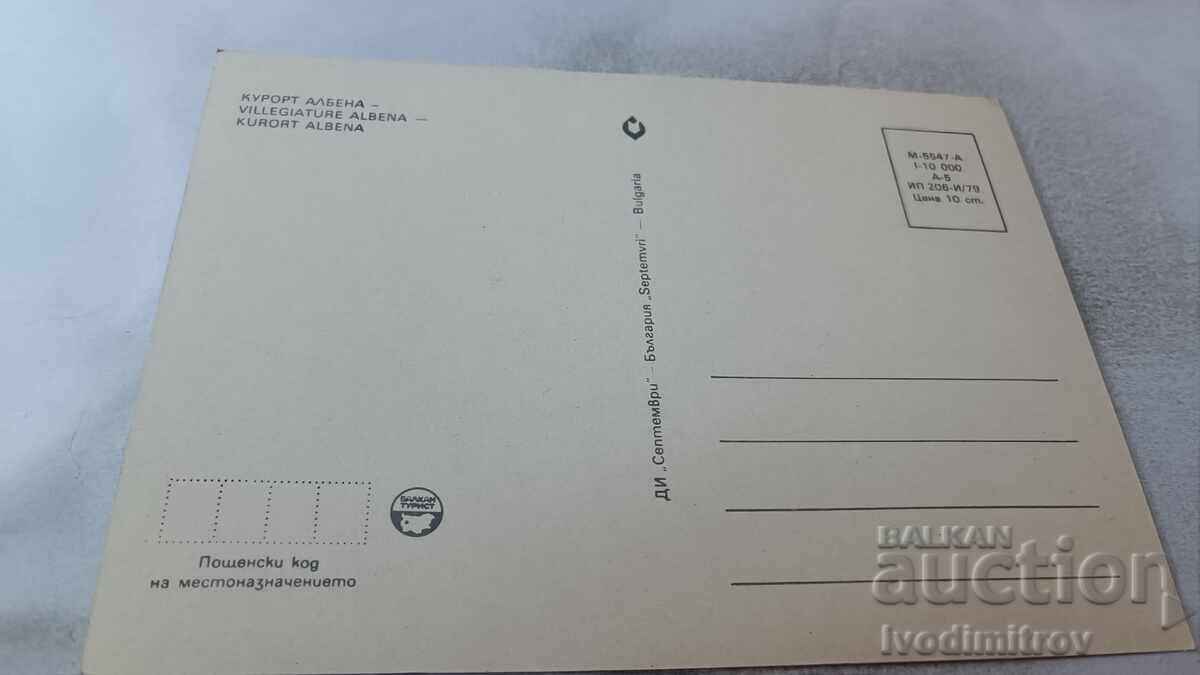 КУРОРТ АЛБЕНА –
VILLEGIATURE ALBENA –
KURORT ALBENA
М-5547-А
I-10 000
А-5
ИП 206-И/79
Цена 10 ст.
ДИ „Септември" – България „Septemvri" – Bulgaria
БАЛКАН
ТУРИСТ
Пощенски код
на местоназначението
BALKAN
auction
Ivodimitrov